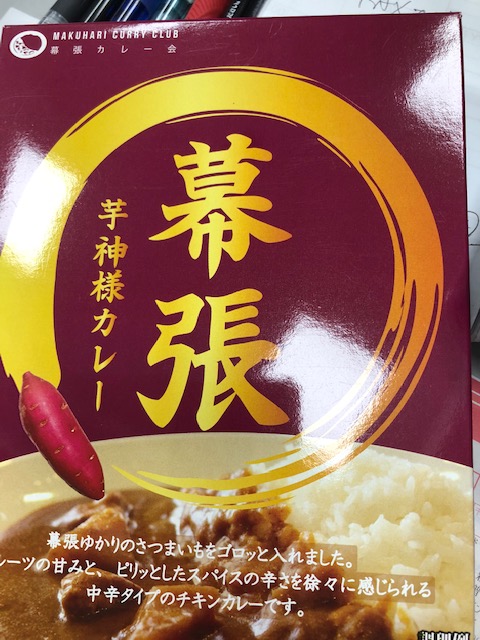 MAKUHARI CURRY CLUB
幕張カレー会
幕張
芋神様カレー
幕張ゆかりのさつまいもをゴロッと入れました。
ルーツの甘みと、ピリッとしたスパイスの辛さを徐々に感じられる
中辛タイプのチキンカレーです。